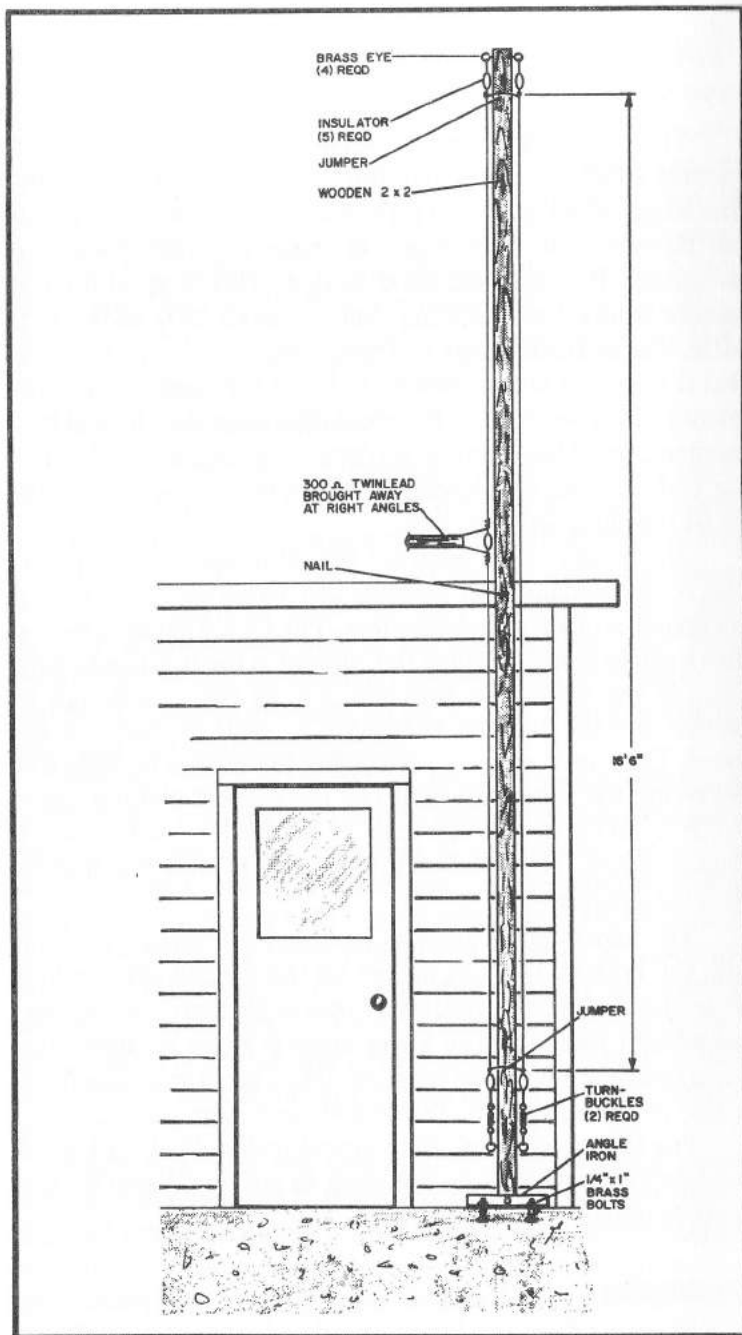 BRASS EYE
(4) REQD
INSULATOR
(5) REQD
JUMPER
WOODEN 2 x 2
300 Ω TWINLEAD
BROUGHT AWAY
AT RIGHT ANGLES
NAIL
16' 6"
JUMPER
TURN-
BUCKLES
(2) REQD
ANGLE
IRON
1/4" x 1"
BRASS
BOLTS